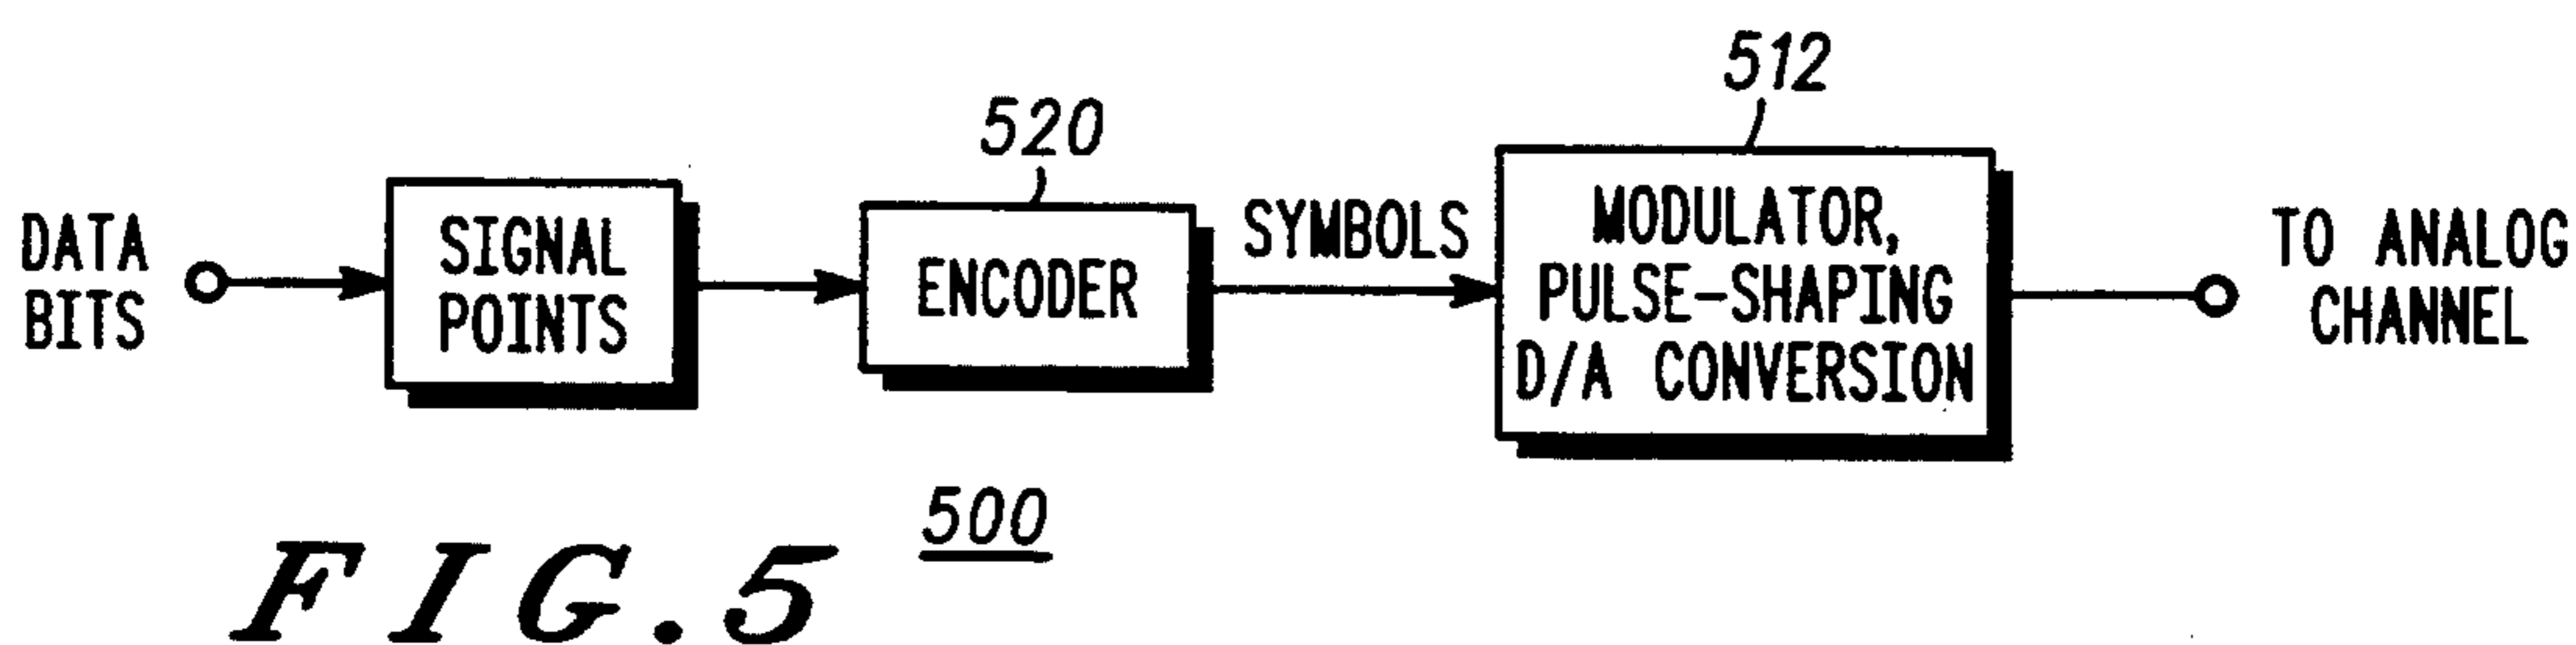 DATA
BITS
SIGNAL
POINTS
520
ENCODER
SYMBOLS
512
MODULATOR,
PULSE-SHAPING
D/A CONVERSION
TO ANALOG
CHANNEL
500
FIG.5